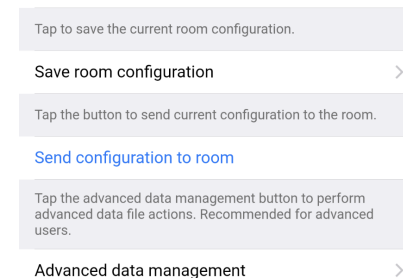 Tap to save the current room configuration.
Save room configuration
Tap the button to send current configuration to the room.
Send configuration to room
Tap the advanced data management button to perform
advanced data file actions. Recommended for advanced
users.
Advanced data management